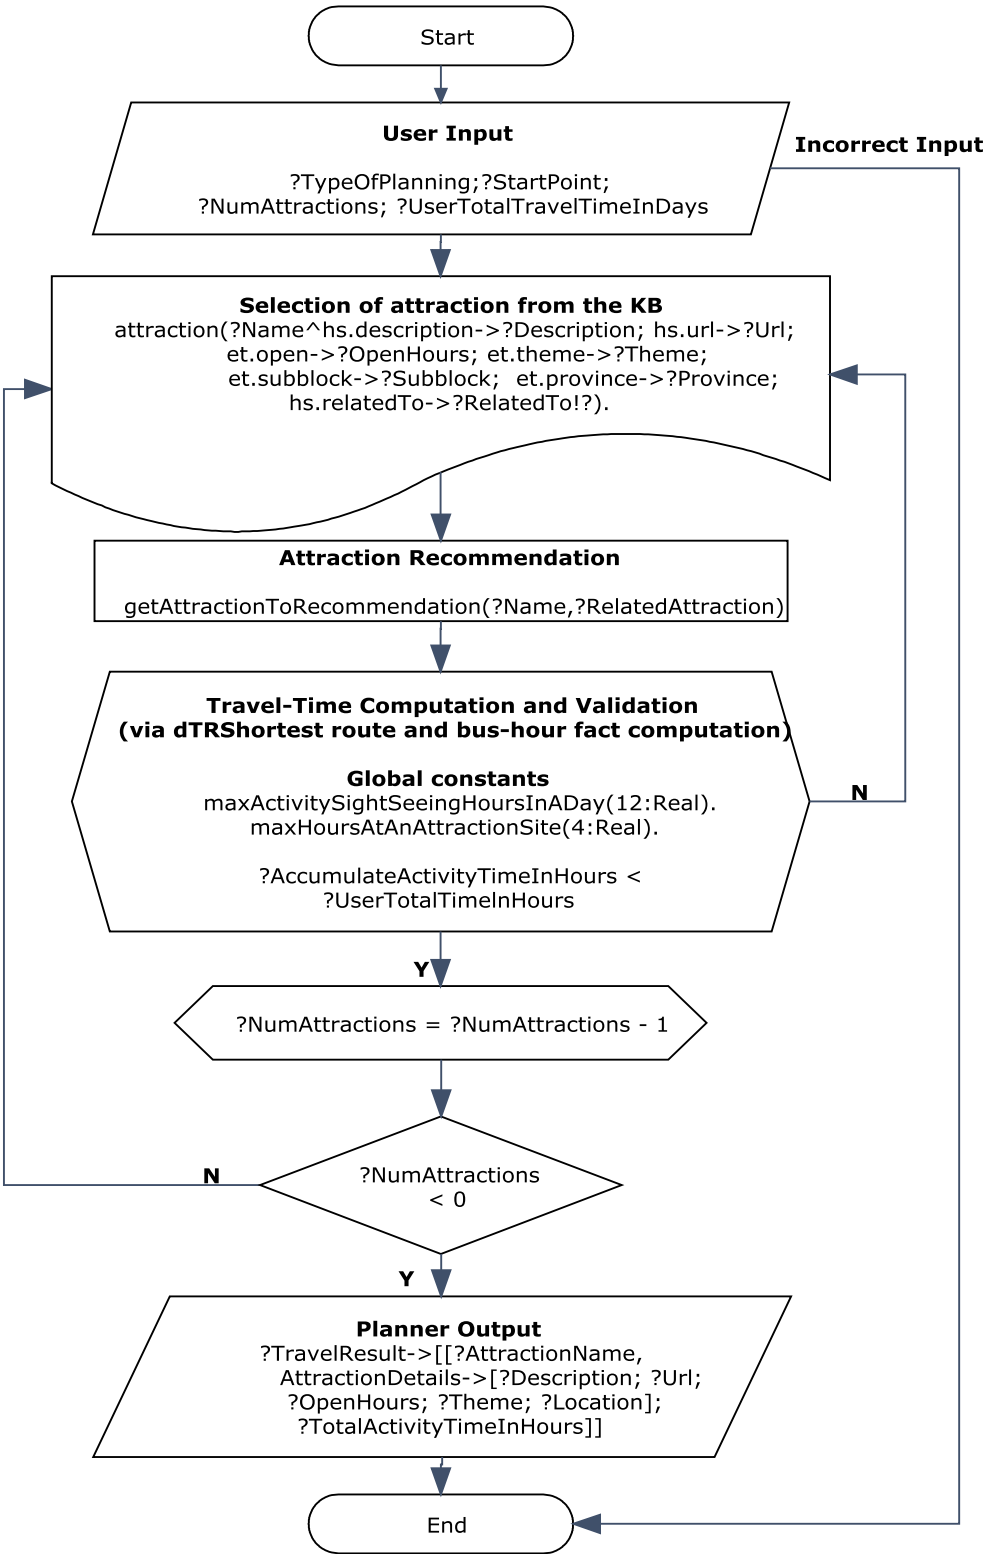 Start
User Input
Incorrect Input
?TypeOfPlanning;?StartPoint;
?NumAttractions; ?UserTotalTravelTimeInDays
Selection of attraction from the KB
attraction(?Name^hs.description->?Description; hs.url->?Url;
et.open->?OpenHours; et.theme->?Theme;
et.subblock->?Subblock;  et.province->?Province;
hs.relatedTo->?RelatedTo!?).
Attraction Recommendation
getAttractionToRecommendation(?Name,?RelatedAttraction)
Travel-Time Computation and Validation
(via dTRShortest route and bus-hour fact computation)
Global constants
N
maxActivitySightSeeingHoursInADay(12:Real).
maxHoursAtAnAttractionSite(4:Real).
?AccumulateActivityTimeInHours <
?UserTotalTimelnHours
Y
?NumAttractions = ?NumAttractions - 1
?NumAttractions
< 0
N
Y
Planner Output
?TravelResult->[[?AttractionName,
AttractionDetails->[?Description; ?Url;
?OpenHours; ?Theme; ?Location];
?TotalActivityTimeInHours]]
End